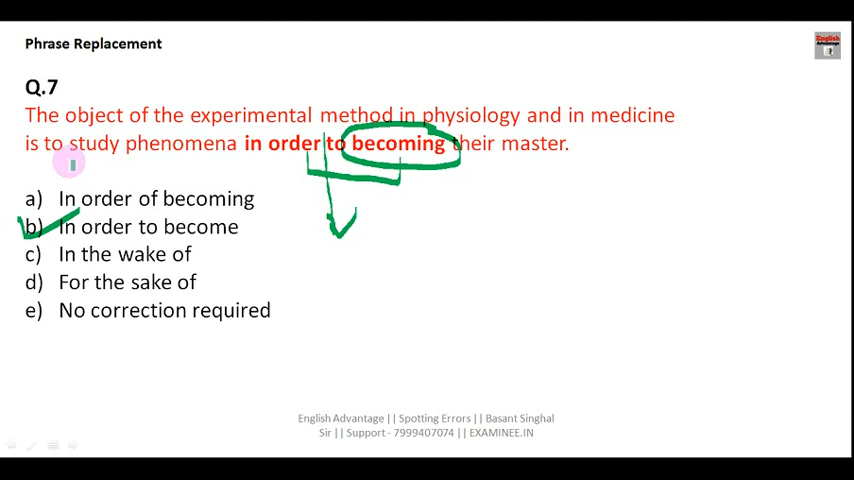 Phrase Replacement
English
Advantage
Q.7
The object of the experimental method in physiology and in medicine
is to study phenomena in order to becoming their master.
a) In order of becoming
b) In order to become
c) In the wake of
d) For the sake of
e) No correction required
English Advantage || Spotting Errors || Basant Singhal
Sir || Support - 7999407074 || EXAMINEE.IN